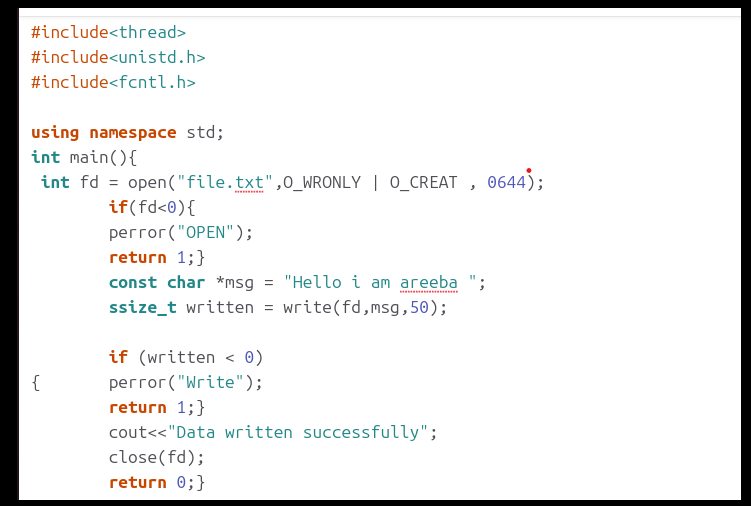 #include<thread>
#include<unistd.h>
#include<fcntl.h>
using namespace std;
int main(){
int fd = open("file.txt",O_WRONLY | O_CREAT , 0644);
if(fd<0){
perror("OPEN");
return 1;}
const char *msg = "Hello i am areeba ";
ssize_t written = write(fd,msg,50);
if (written < 0)
{ perror("Write");
return 1;}
cout<<"Data written successfully";
close(fd);
return 0;}